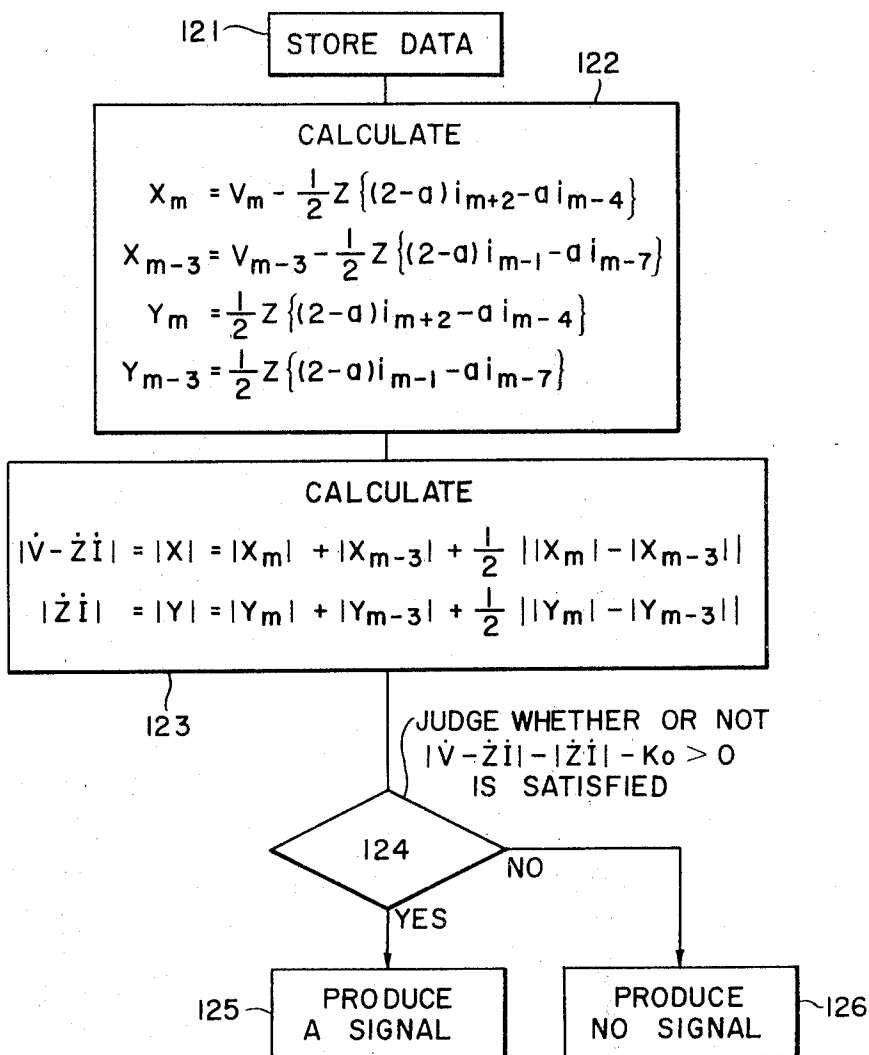 121
STORE DATA
122
CALCULATE
Xm = Vm - 1/2 Z {(2-a) im+2 - a im-4}
Xm-3 = Vm-3 - 1/2 Z {(2-a) im-1 - a im-7}
Ym = 1/2 Z {(2-a) im+2 - a im-4}
Ym-3 = 1/2 Z {(2-a) im-1 - a im-7}
CALCULATE
|V̇-ŻİI| = |X| = |Xm| + |Xm-3| + 1/2 ||Xm| - |Xm-3||
|Żİ| = |Y| = |Ym| + |Ym-3| + 1/2 ||Ym| - |Ym-3||
123
JUDGE WHETHER OR NOT
|V̇-Żİ| - |Żİ| - Ko > 0
IS SATISFIED
124
NO
YES
125
PRODUCE
A SIGNAL
PRODUCE
NO SIGNAL
126